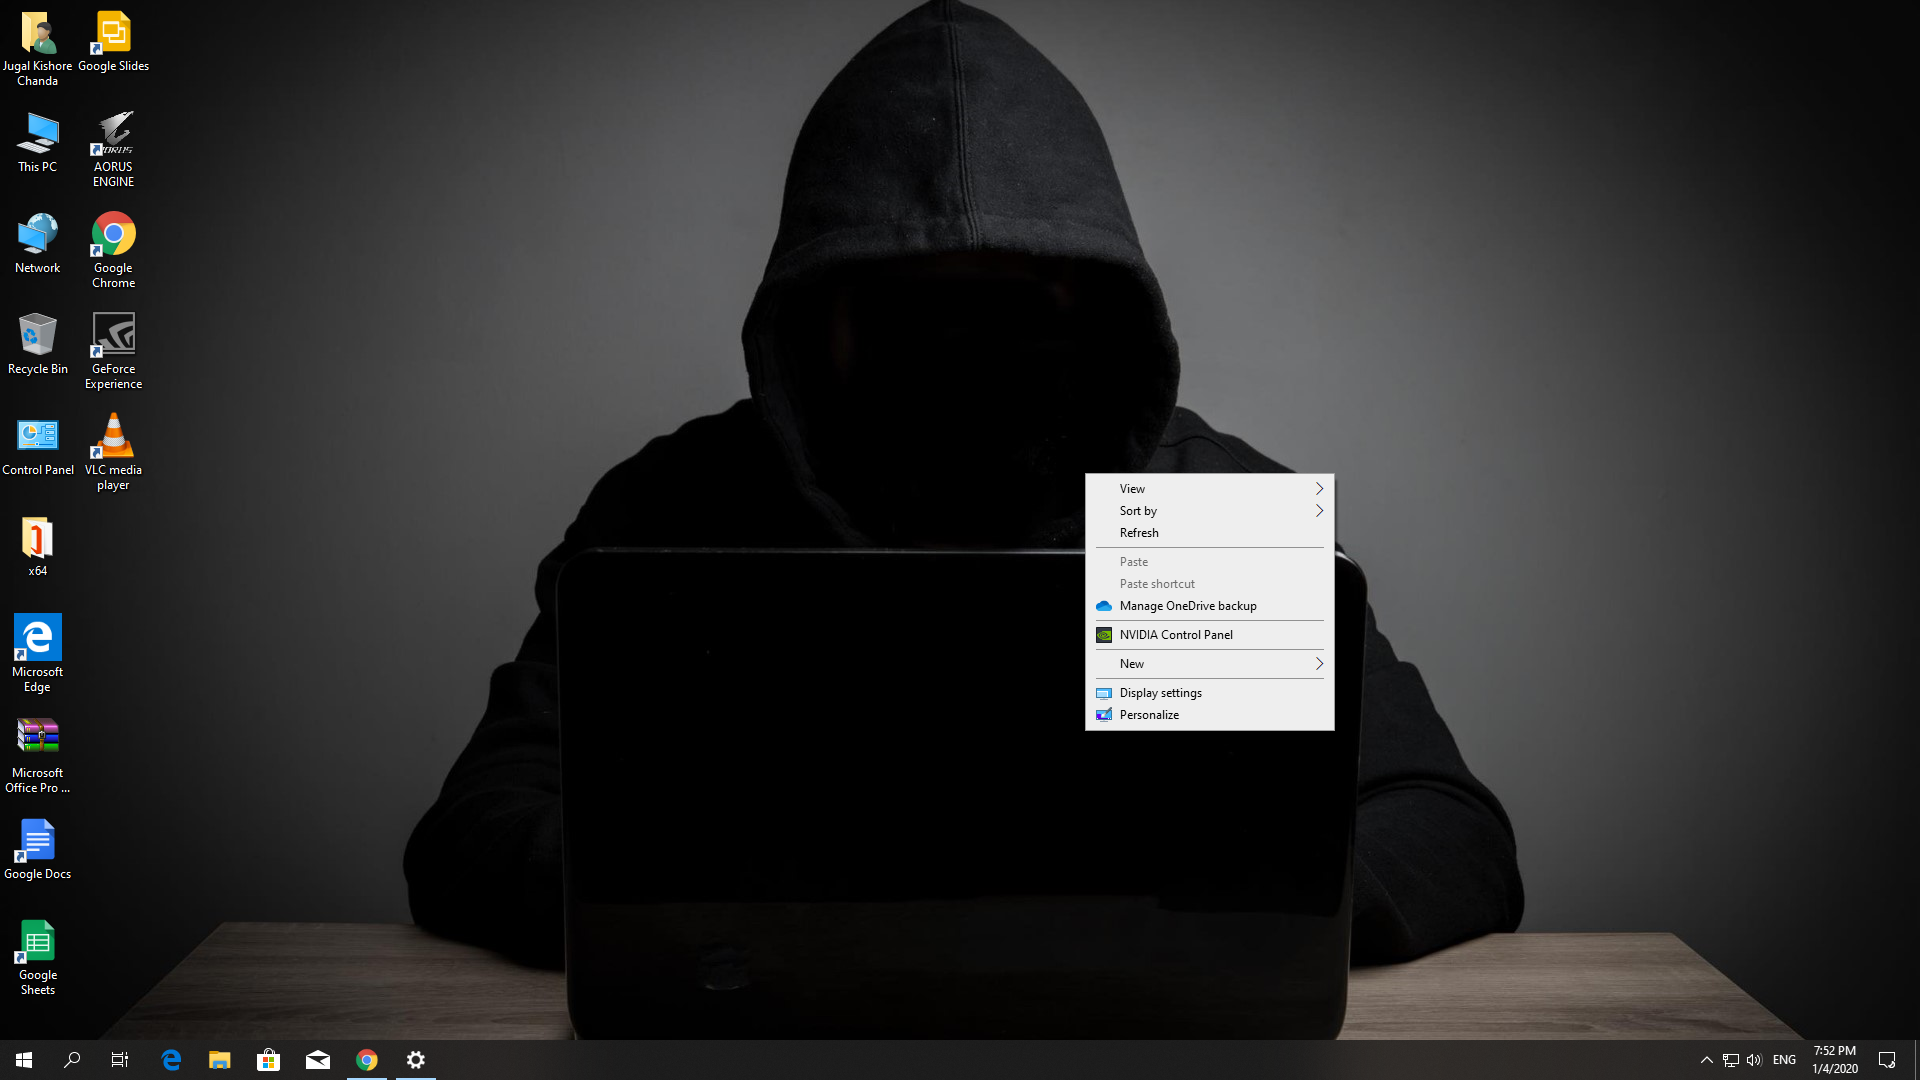 Jugal Kishore
Chanda
Google Slides
This PC
AORUS
ENGINE
Network
Google
Chrome
Recycle Bin
GeForce
Experience
Control Panel
VLC media
player
x64
Microsoft
Edge
Microsoft
Office Pro ...
Google Docs
Google
Sheets
View
Sort by
Refresh
Paste
Paste shortcut
Manage OneDrive backup
NVIDIA Control Panel
New
Display settings
Personalize
ENG
7:52 PM
1/4/2020